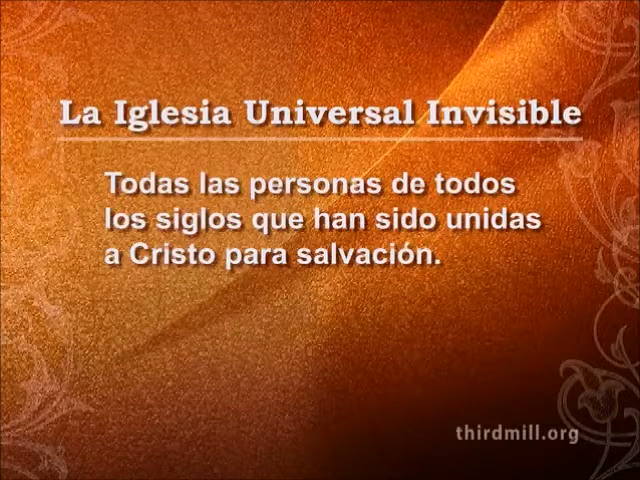 La Iglesia Universal Invisible
Todas las personas de todos
los siglos que han sido unidas
a Cristo para salvación.
thirdmill.org